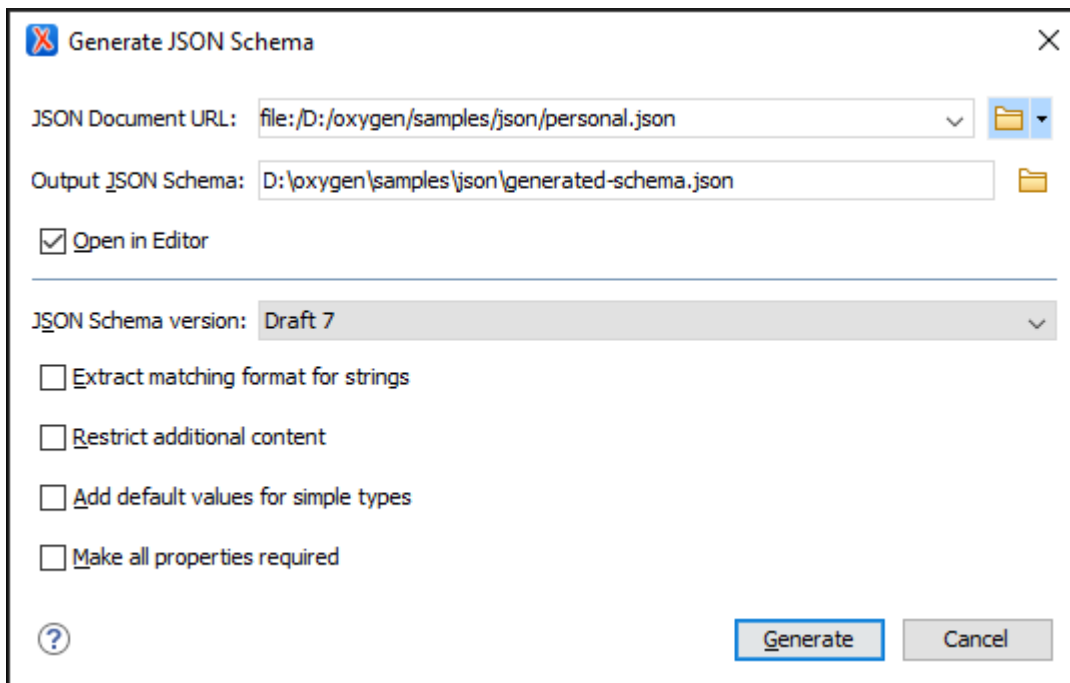 Generate JSON Schema
JSON Document URL: file:/D:/oxygen/samples/json/personal.json
Output JSON Schema: D:\oxygen\samples\json\generated-schema.json
Open in Editor
JSON Schema version: Draft 7
Extract matching format for strings
Restrict additional content
Add default values for simple types
Make all properties required
? Generate Cancel